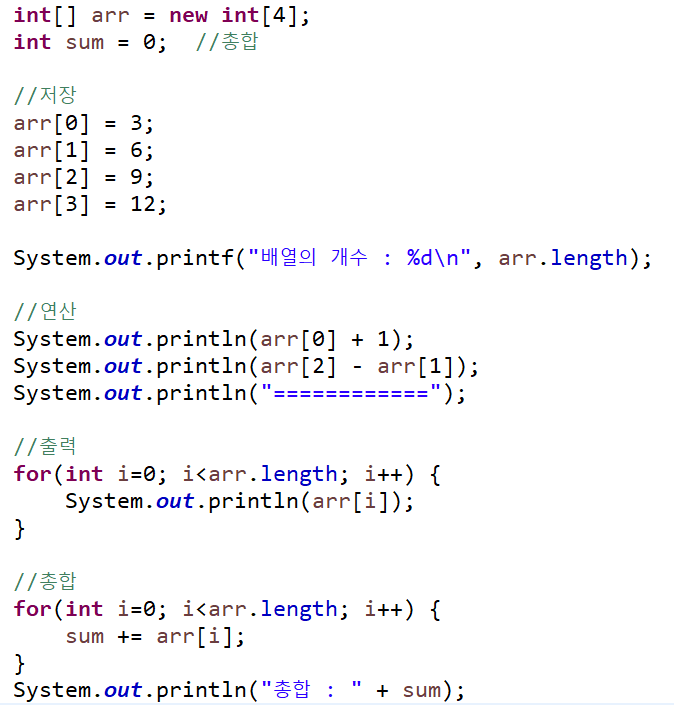 int[] arr = new int[4];
int sum = 0;  //총합
//저장
arr[0] = 3;
arr[1] = 6;
arr[2] = 9;
arr[3] = 12;
System.out.printf("배열의 개수 : %d\n", arr.length);
//연산
System.out.println(arr[0] + 1);
System.out.println(arr[2] - arr[1]);
System.out.println("============");
//출력
for(int i=0; i<arr.length; i++) {
    System.out.println(arr[i]);
}
//총합
for(int i=0; i<arr.length; i++) {
    sum += arr[i];
}
System.out.println("총합 : " + sum);